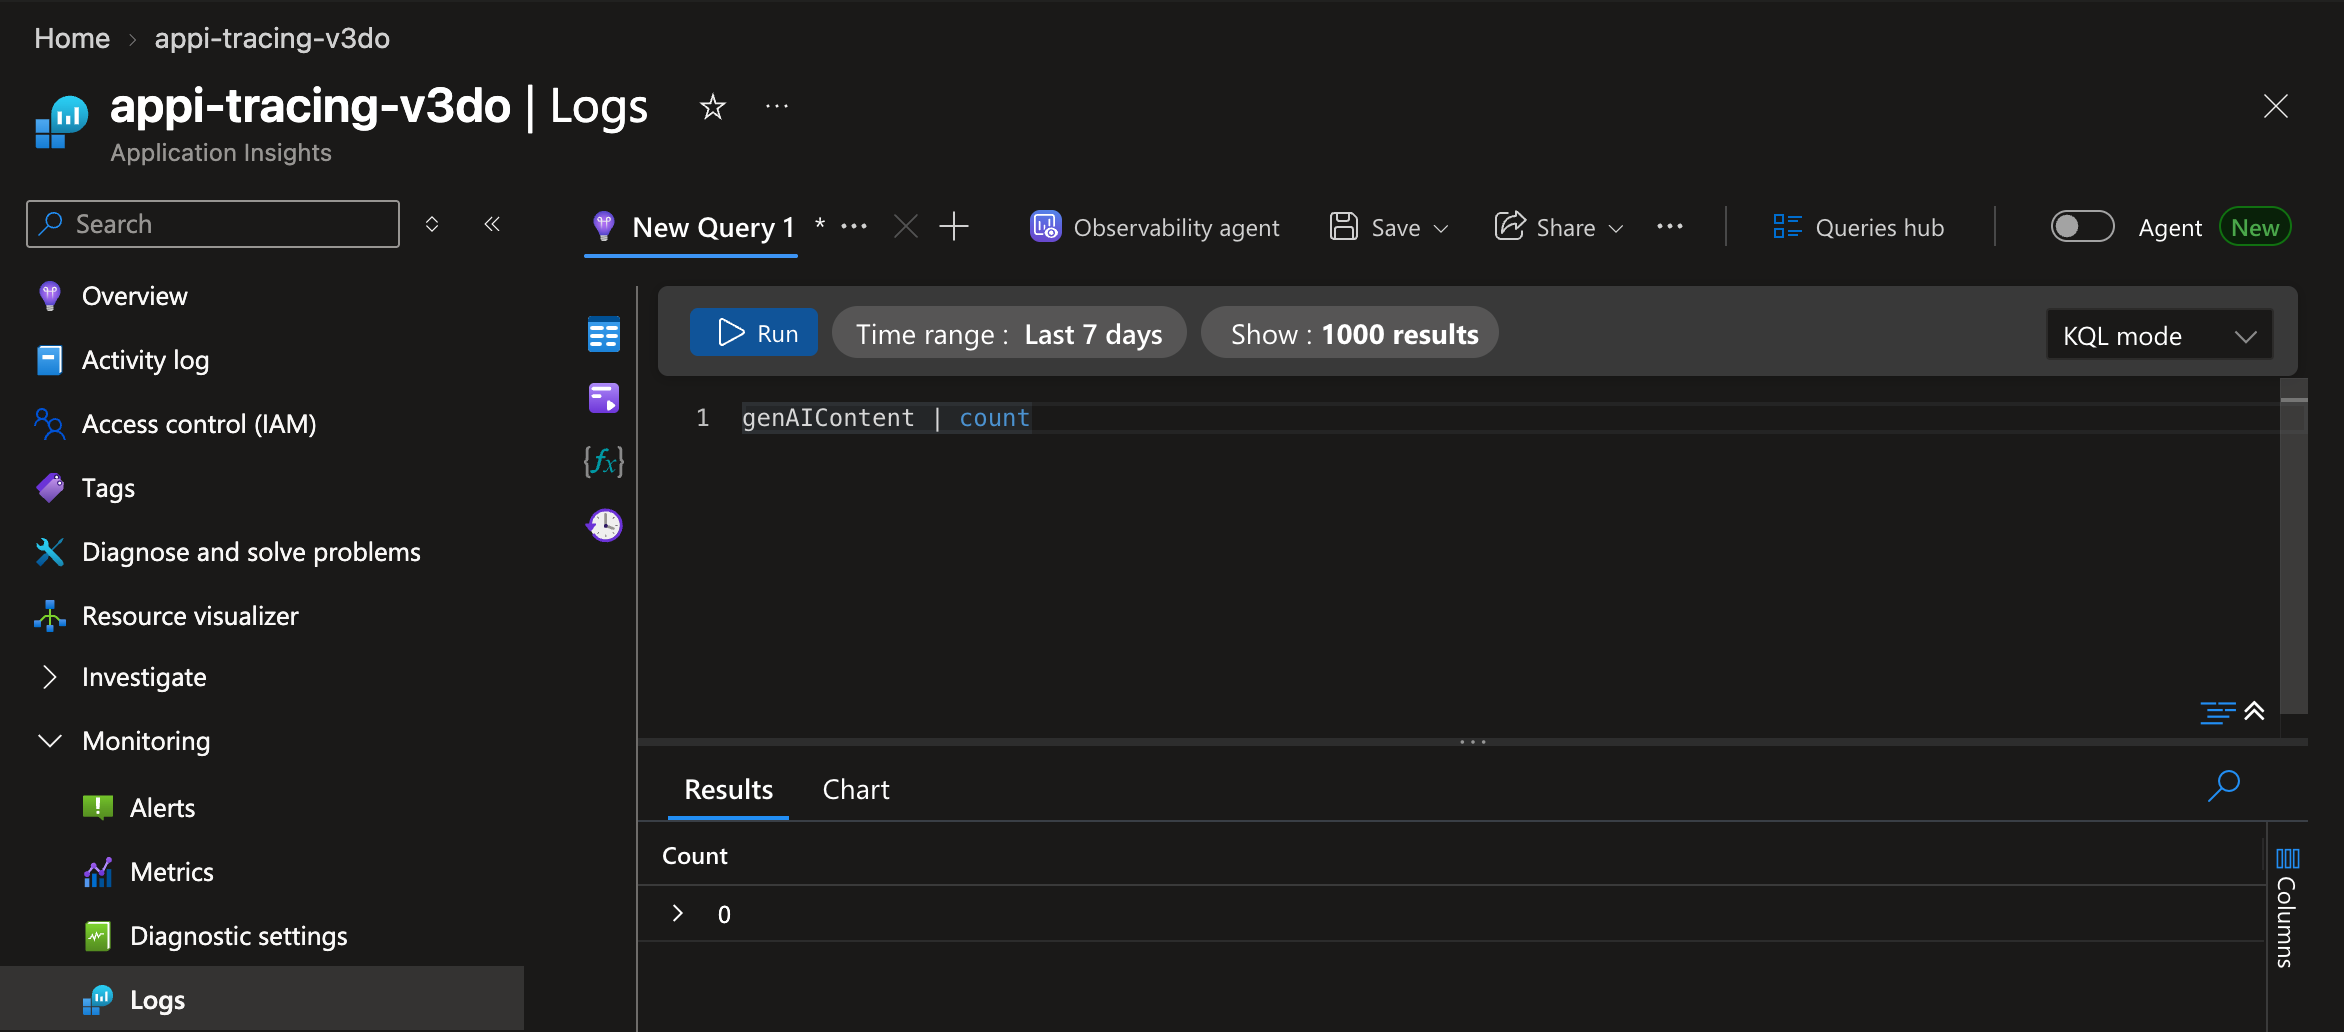 Home > appi-tracing-v3do
appi-tracing-v3do | Logs
Application Insights
Search
Overview
Activity log
Access control (IAM)
Tags
Diagnose and solve problems
Resource visualizer
Investigate
Monitoring
Alerts
Metrics
Diagnostic settings
Logs
New Query 1 *
Observability agent
Save
Share
Queries hub
Agent
New
Run
Time range : Last 7 days
Show : 1000 results
KQL mode
{fx}
1 genAIContent | count
Results
Chart
Count
0
Columns